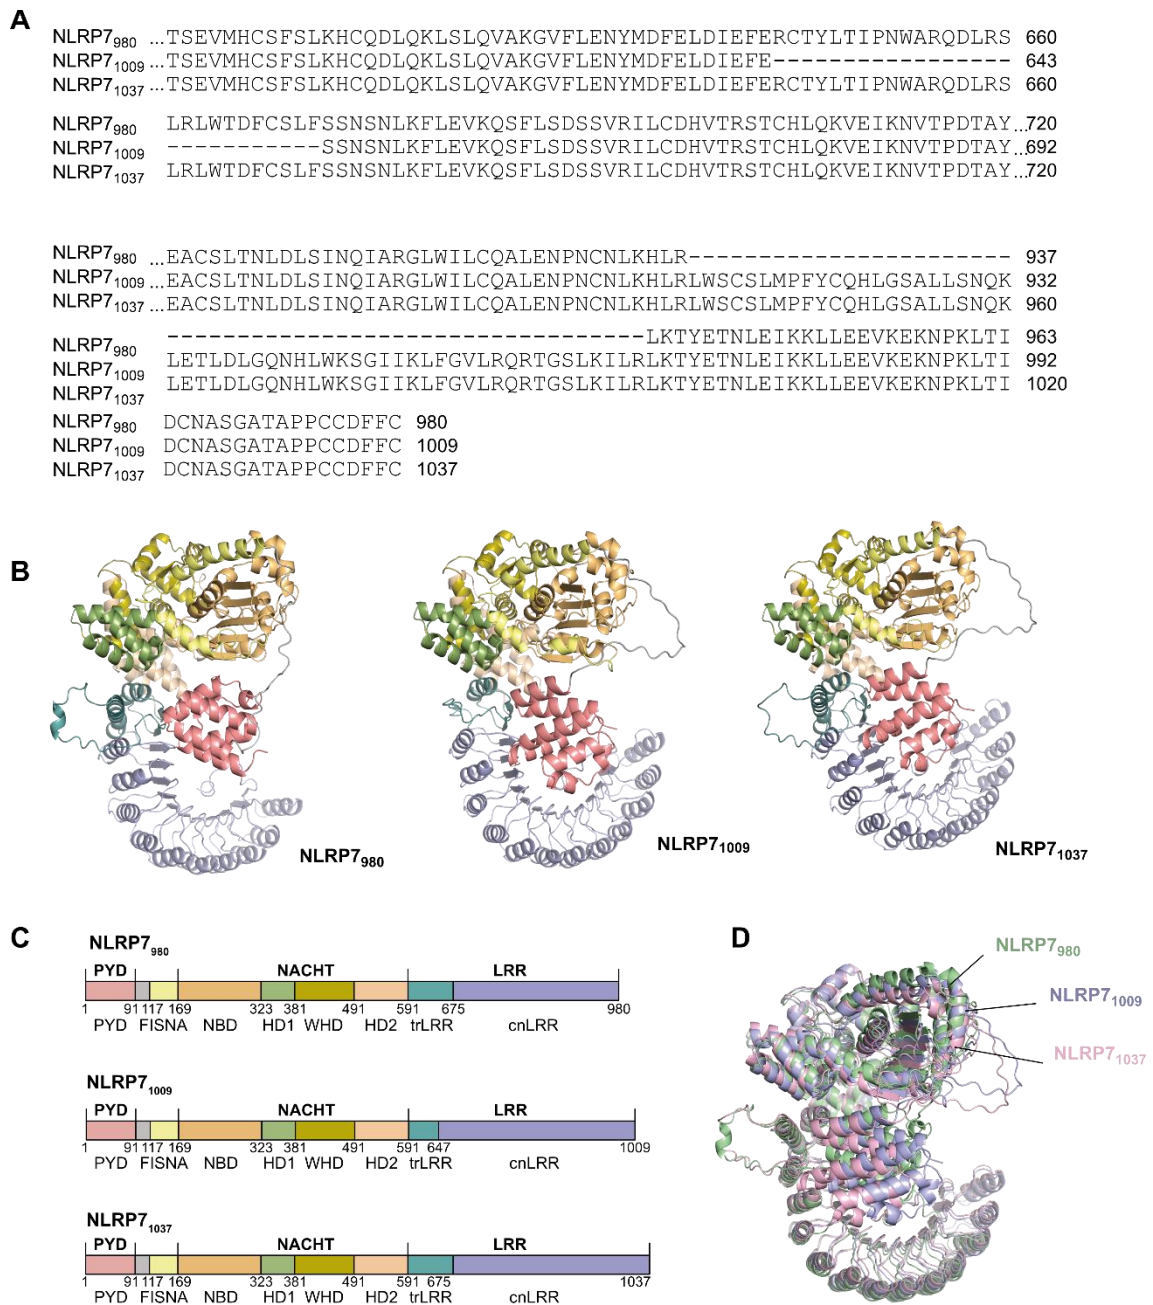 A
NLRP7980 ...TSEVMHCSFSLKHCQDLQKLSLQVAKGVFLENYMDFELDIEFERCTYLTIPNWARQDLRS 660
NLRP71009 ...TSEVMHCSFSLKHCQDLQKLSLQVAKGVFLENYMDFELDIEFE----------------- 643
NLRP71037 ...TSEVMHCSFSLKHCQDLQKLSLQVAKGVFLENYMDFELDIEFERCTYLTIPNWARQDLRS 660
NLRP7980 LRLWTDFCSLFSSNSNLKFLEVKQSFLSDSSVRILCDHVTRSTCHLQKVEIKNVTPDTAY...720
NLRP71009 -----------SSNSNLKFLEVKQSFLSDSSVRILCDHVTRSTCHLQKVEIKNVTPDTAY...692
NLRP71037 LRLWTDFCSLFSSNSNLKFLEVKQSFLSDSSVRILCDHVTRSTCHLQKVEIKNVTPDTAY...720
NLRP7980 ...EACSLTNLDLSINQIARGLWILCQALENPNCNLKHLR----------------------- 937
NLRP71009 ...EACSLTNLDLSINQIARGLWILCQALENPNCNLKHLRLWSCSLMPFYCQHLGSALLSNQK 932
NLRP71037 ...EACSLTNLDLSINQIARGLWILCQALENPNCNLKHLRLWSCSLMPFYCQHLGSALLSNQK 960
NLRP7980 ----------------------------------LKTYETNLEIKKLLEEVKEKNPKLTI 963
NLRP71009 LETLDLGQNHLWKSGIIKLFGVLRQRTGSLKILRLKTYETNLEIKKLLEEVKEKNPKLTI 992
NLRP71037 LETLDLGQNHLWKSGIIKLFGVLRQRTGSLKILRLKTYETNLEIKKLLEEVKEKNPKLTI 1020
NLRP7980 DCNASGATAPPCCDFFC 980
NLRP71009 DCNASGATAPPCCDFFC 1009
NLRP71037 DCNASGATAPPCCDFFC 1037
B
NLRP7980
NLRP71009
NLRP71037
C
NLRP7980
PYD NACHT LRR
1 91 117 169 323 381 491 591 675 980
PYD FISNA NBD HD1 WHD HD2 trLRR cnLRR
NLRP71009
PYD NACHT LRR
1 91 117 169 323 381 491 591 647 1009
PYD FISNA NBD HD1 WHD HD2 trLRR cnLRR
NLRP71037
PYD NACHT LRR
1 91 117 169 323 381 491 591 675 1037
PYD FISNA NBD HD1 WHD HD2 trLRR cnLRR
D
NLRP7980
NLRP71009
NLRP71037